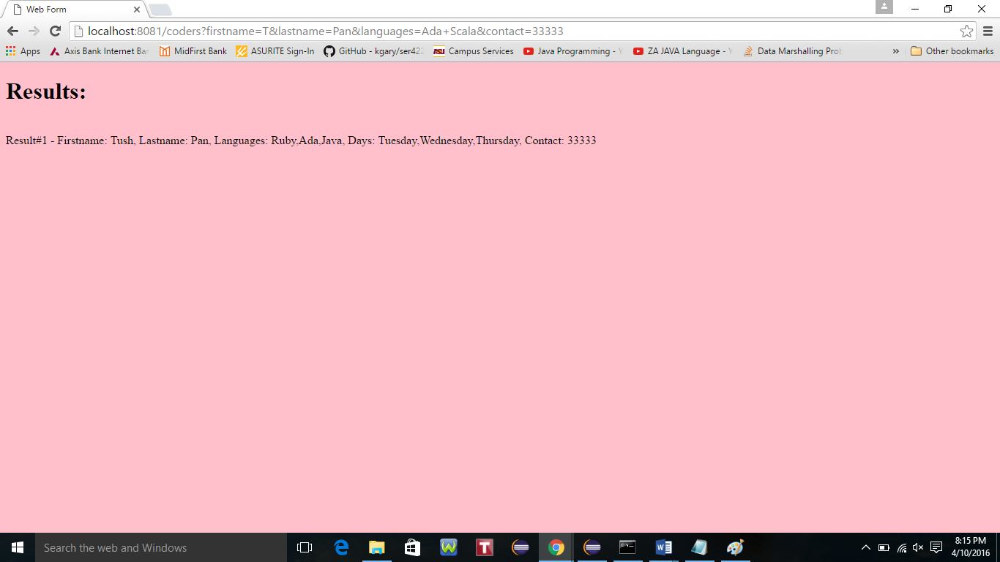 Web Form
localhost:8081/coders?firstname=T&lastname=Pan&languages=Ada+Scala&contact=33333
Apps Axis Bank Internet Ban MidFirst Bank ASURITE Sign-In GitHub - kgary/ser422 ASU Campus Services Java Programming - Y ZA JAVA Language - Y Data Marshalling Prob » Other bookmarks
Results:
Result#1 - Firstname: Tush, Lastname: Pan, Languages: Ruby,Ada,Java, Days: Tuesday,Wednesday,Thursday, Contact: 33333
Search the web and Windows
8:15 PM
4/10/2016